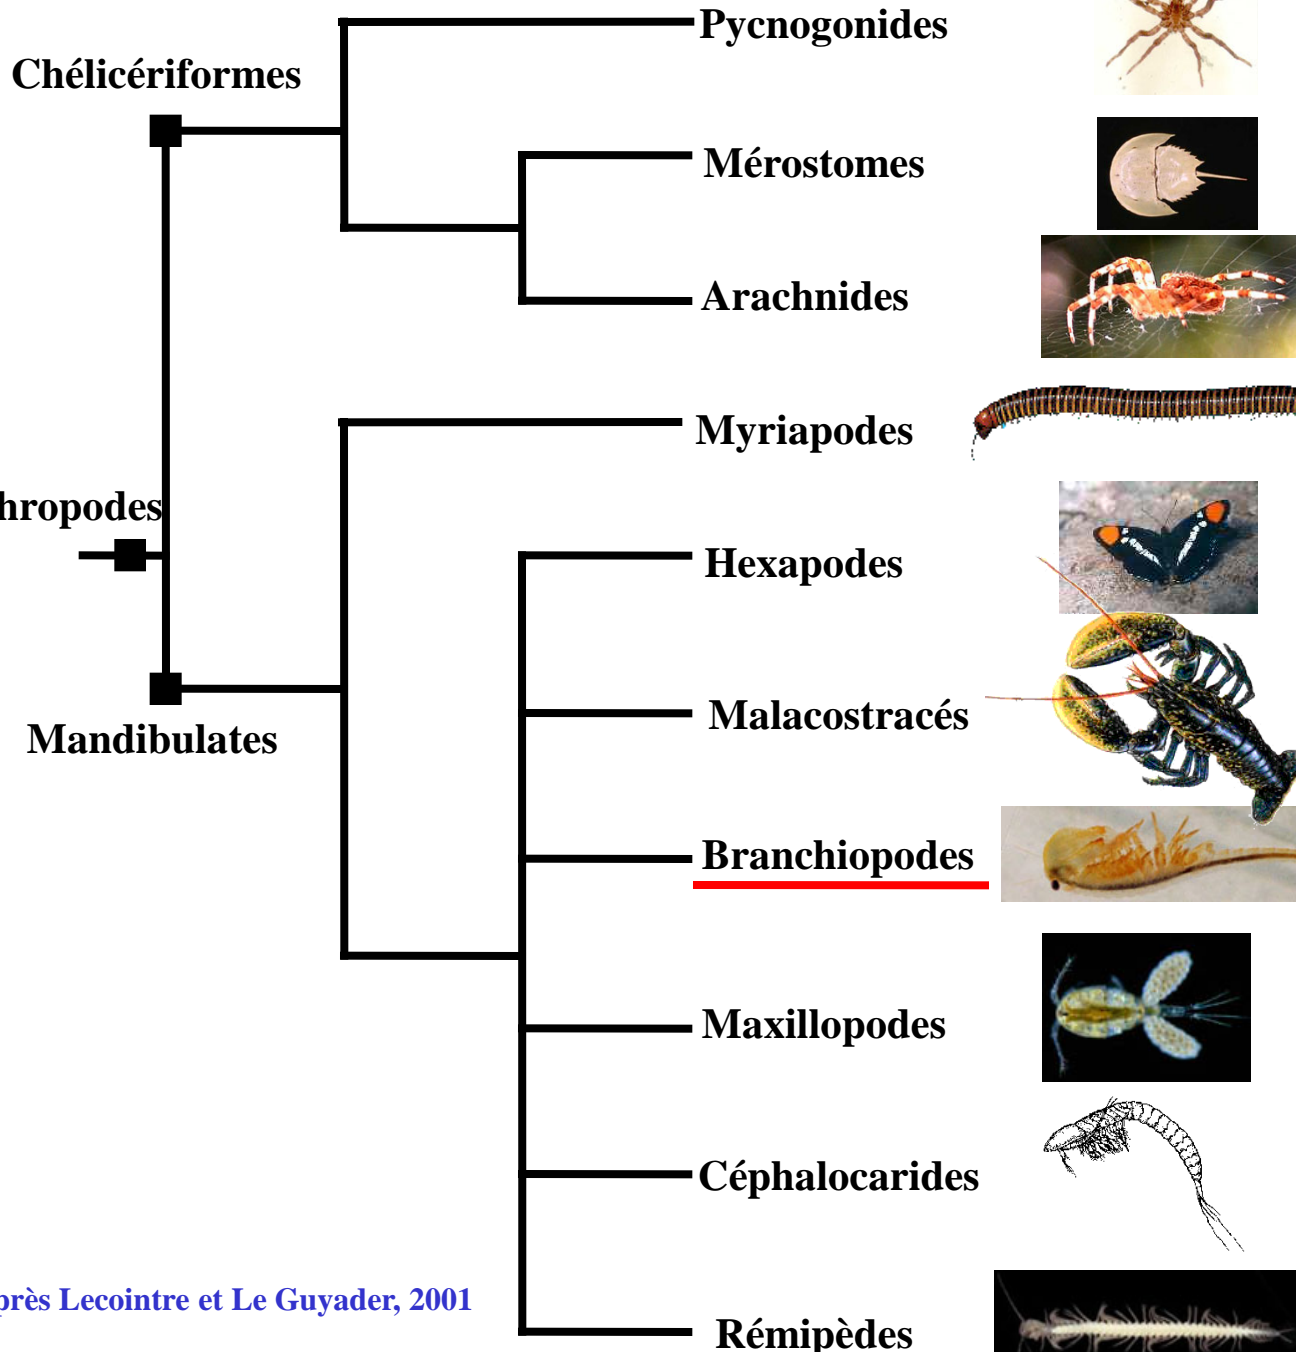 Pycnogonides
Chélicériformes
Mérostomes
Arachnides
Myriapodes
hropodes
Hexapodes
Malacostracés
Mandibulates
Branchiopodes
Maxillopodes
Céphalocarides
près Lecointre et Le Guyader, 2001
Rémipèdes